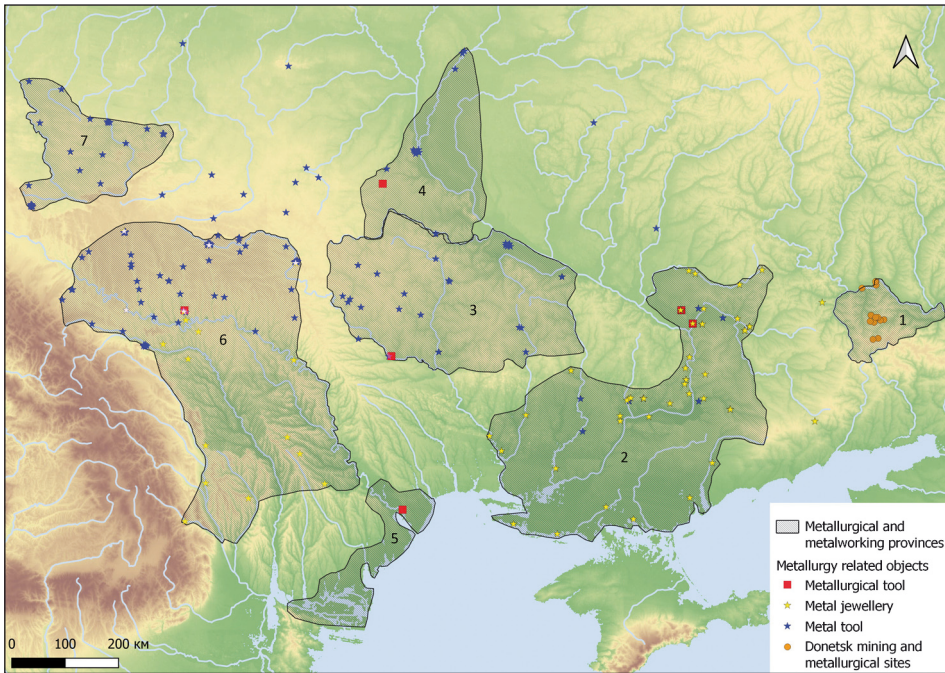 7
4
1
3
6
2
5
Metallurgical and
metalworking provinces
Metallurgy related objects
Metallurgical tool
Metal jewellery
Metal tool
Donetsk mining and
metallurgical sites
0 100 200 км